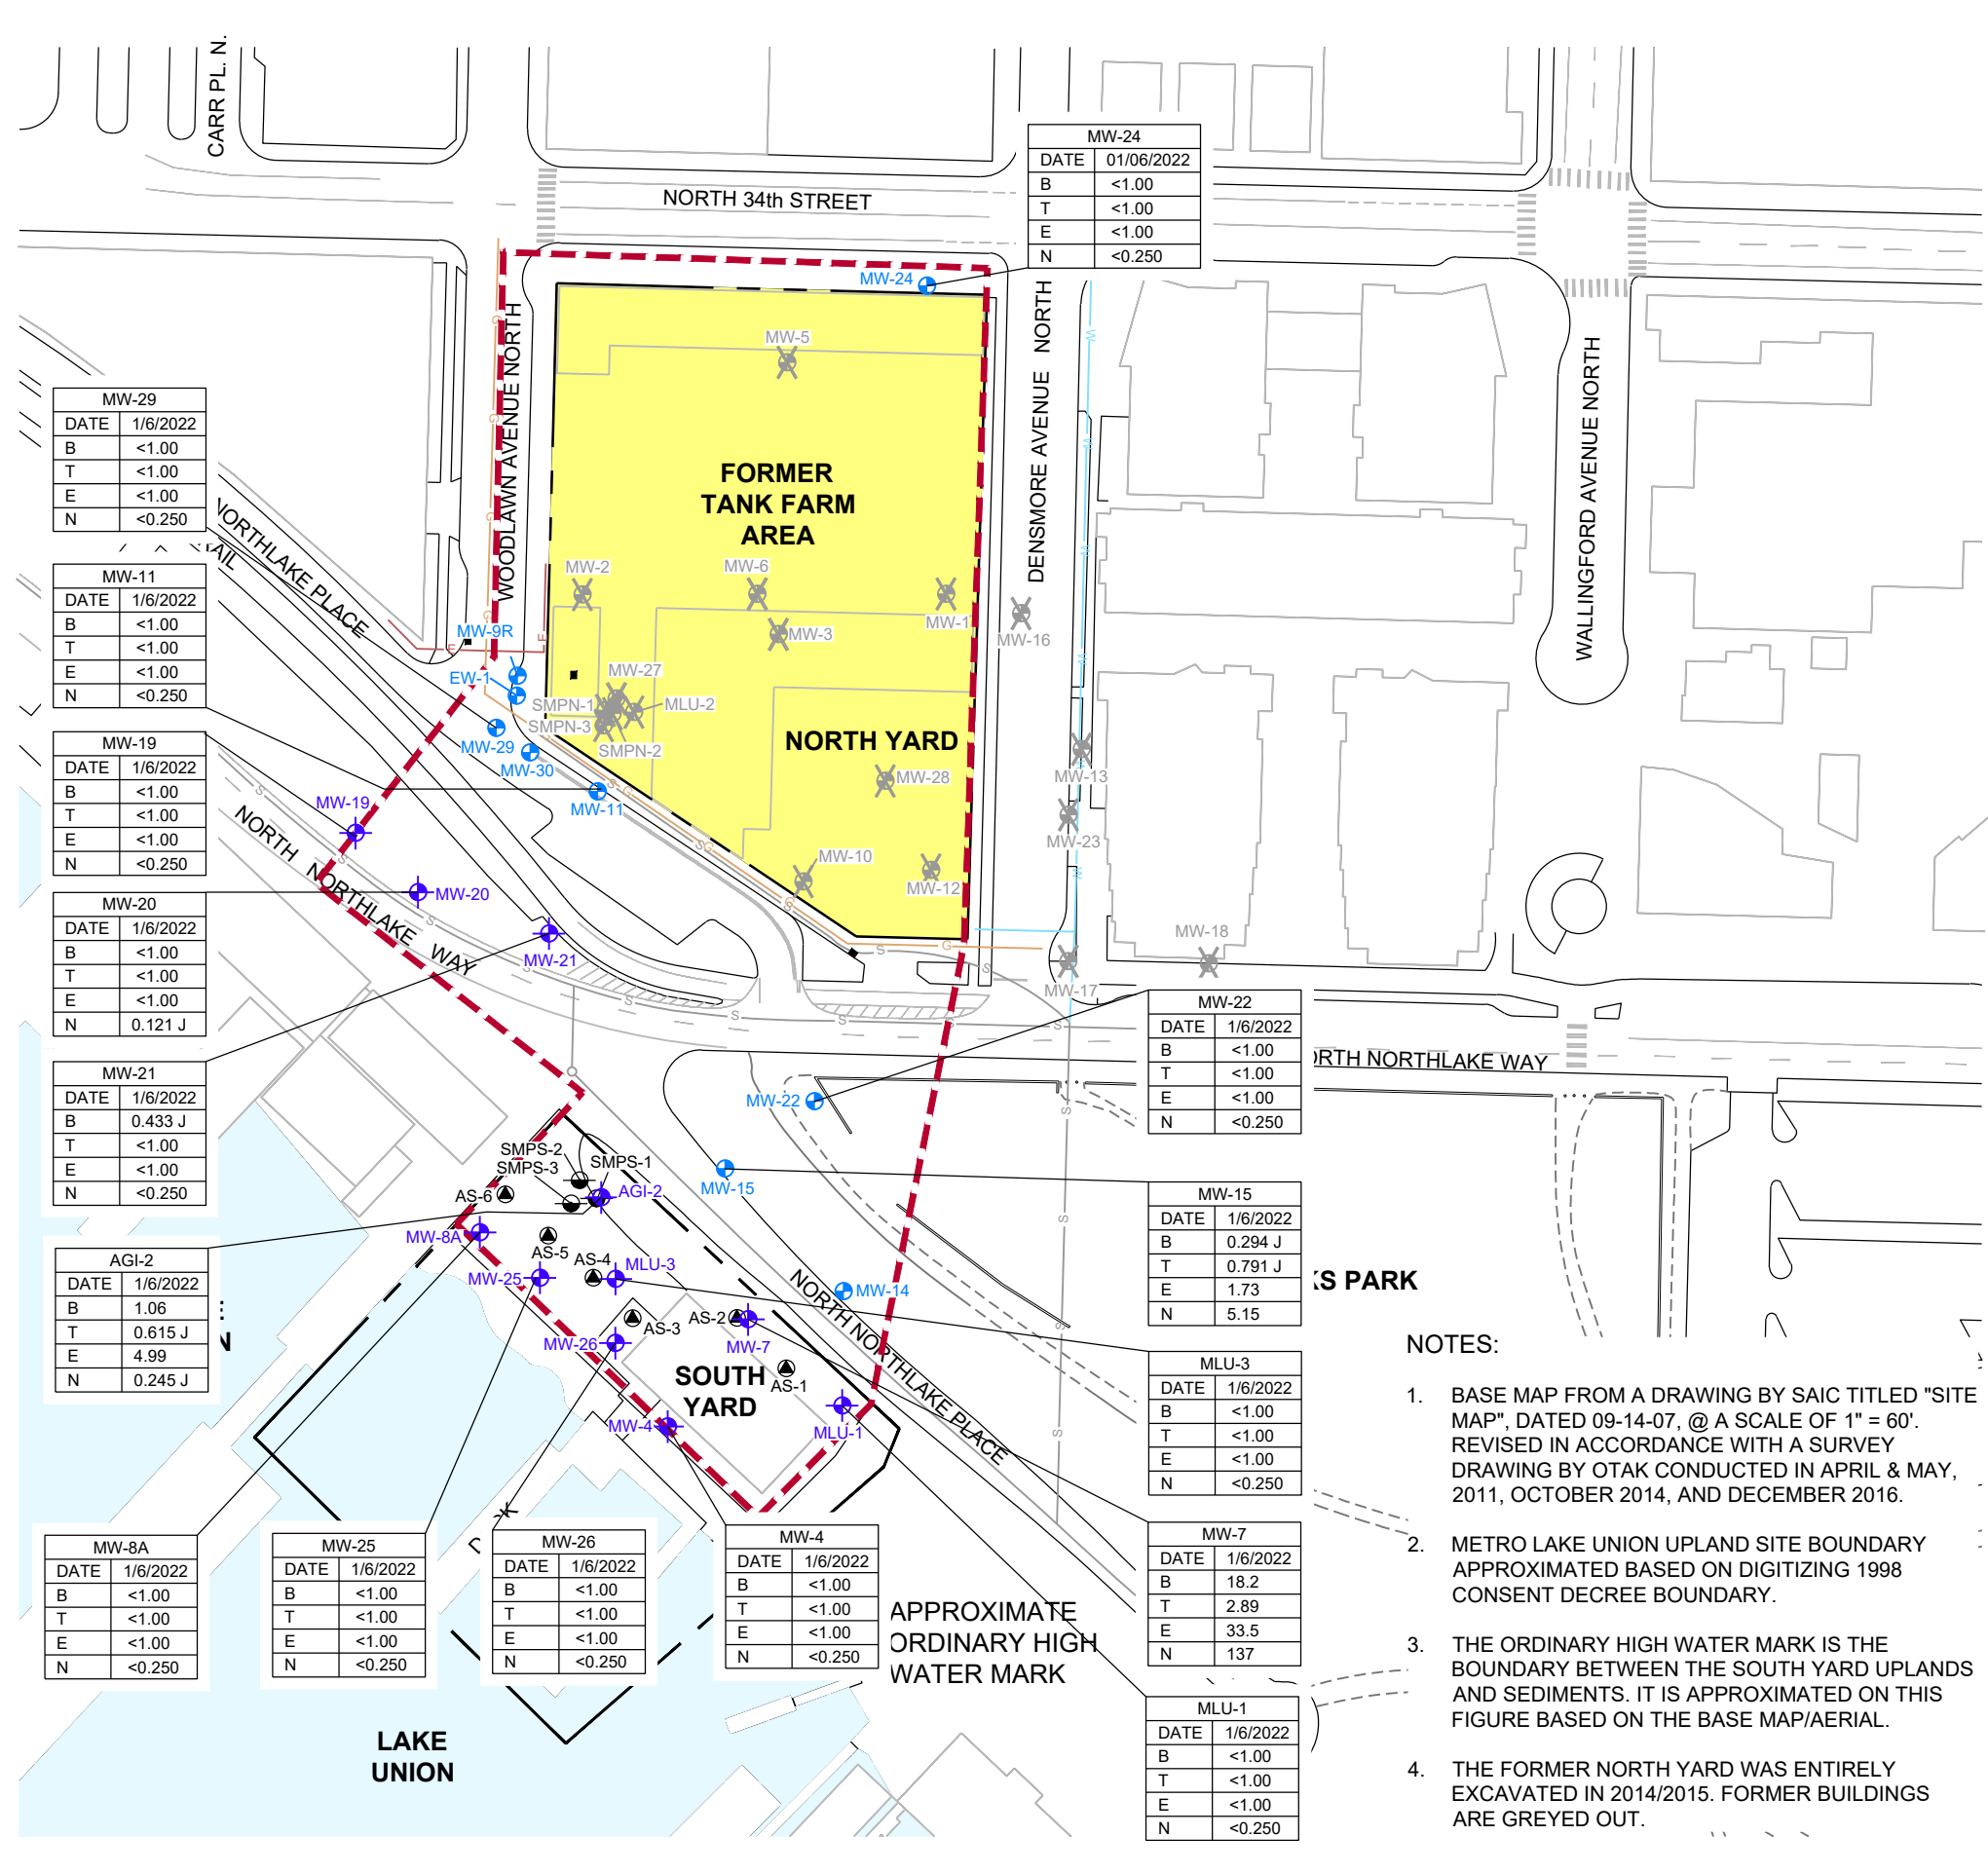 CARR PL. N.
NORTH 34th STREET
MW-24
DATE 01/06/2022
B <1.00
T <1.00
E <1.00
N <0.250
MW-24
WOODLAWN AVENUE NORTH
DENSMORE AVENUE NORTH
WALLINGFORD AVENUE NORTH
MW-5
FORMER
TANK FARM
AREA
MW-2
MW-6
MW-1
MW-3
MW-16
MW-27
SMPN-1
MLU-2
SMPN-3
SMPN-2
NORTH YARD
MW-28
MW-13
MW-23
MW-10
MW-12
MW-18
MW-17
MW-29
DATE 1/6/2022
B <1.00
T <1.00
E <1.00
N <0.250
NORTHLAKE PLACE
AIL
MW-11
DATE 1/6/2022
B <1.00
T <1.00
E <1.00
N <0.250
MW-9R
EW-1
MW-29
MW-30
MW-11
MW-19
DATE 1/6/2022
B <1.00
T <1.00
E <1.00
N <0.250
MW-19
MW-20
MW-21
NORTH NORTHLAKE WAY
MW-20
DATE 1/6/2022
B <1.00
T <1.00
E <1.00
N 0.121 J
MW-21
DATE 1/6/2022
B 0.433 J
T <1.00
E <1.00
N <0.250
MW-22
DATE 1/6/2022
B <1.00
T <1.00
E <1.00
N <0.250
ORTH NORTHLAKE WAY
MW-22
MW-15
SMPS-2
SMPS-3
SMPS-1
AS-6
AGI-2
MW-8A
AS-5
AS-4
MLU-3
MW-25
AS-3
AS-2
MW-26
MW-7
MW-14
AS-1
SOUTH
YARD
MW-4
MLU-1
NORTH NORTHLAKE PLACE
MW-15
DATE 1/6/2022
B 0.294 J
T 0.791 J
E 1.73
N 5.15
KS PARK
AGI-2
DATE 1/6/2022
B 1.06
T 0.615 J
E 4.99
N 0.245 J
N
MLU-3
DATE 1/6/2022
B <1.00
T <1.00
E <1.00
N <0.250
MW-7
DATE 1/6/2022
B 18.2
T 2.89
E 33.5
N 137
MLU-1
DATE 1/6/2022
B <1.00
T <1.00
E <1.00
N <0.250
MW-8A
DATE 1/6/2022
B <1.00
T <1.00
E <1.00
N <0.250
MW-25
DATE 1/6/2022
B <1.00
T <1.00
E <1.00
N <0.250
MW-26
DATE 1/6/2022
B <1.00
T <1.00
E <1.00
N <0.250
MW-4
DATE 1/6/2022
B <1.00
T <1.00
E <1.00
N <0.250
APPROXIMATE
ORDINARY HIGH
WATER MARK
LAKE
UNION
NOTES:
1. BASE MAP FROM A DRAWING BY SAIC TITLED "SITE
MAP", DATED 09-14-07, @ A SCALE OF 1" = 60'.
REVISED IN ACCORDANCE WITH A SURVEY
DRAWING BY OTAK CONDUCTED IN APRIL & MAY,
2011, OCTOBER 2014, AND DECEMBER 2016.
2. METRO LAKE UNION UPLAND SITE BOUNDARY
APPROXIMATED BASED ON DIGITIZING 1998
CONSENT DECREE BOUNDARY.
3. THE ORDINARY HIGH WATER MARK IS THE
BOUNDARY BETWEEN THE SOUTH YARD UPLANDS
AND SEDIMENTS. IT IS APPROXIMATED ON THIS
FIGURE BASED ON THE BASE MAP/AERIAL.
4. THE FORMER NORTH YARD WAS ENTIRELY
EXCAVATED IN 2014/2015. FORMER BUILDINGS
ARE GREYED OUT.